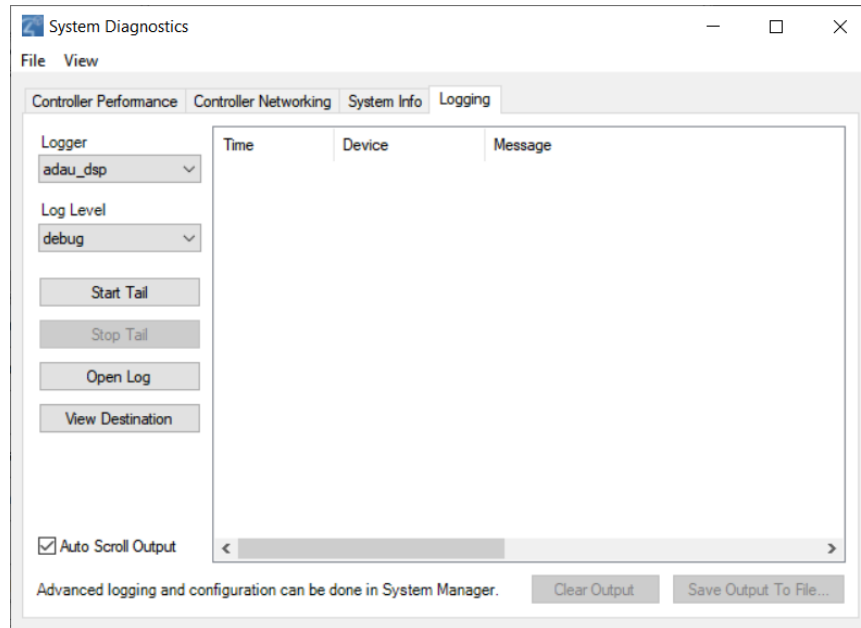 System Diagnostics
File View
Controller Performance Controller Networking System Info Logging
Logger
adau_dsp
Log Level
debug
Start Tail
Stop Tail
Open Log
View Destination
Auto Scroll Output
Time Device Message
Advanced logging and configuration can be done in System Manager.
Clear Output Save Output To File...